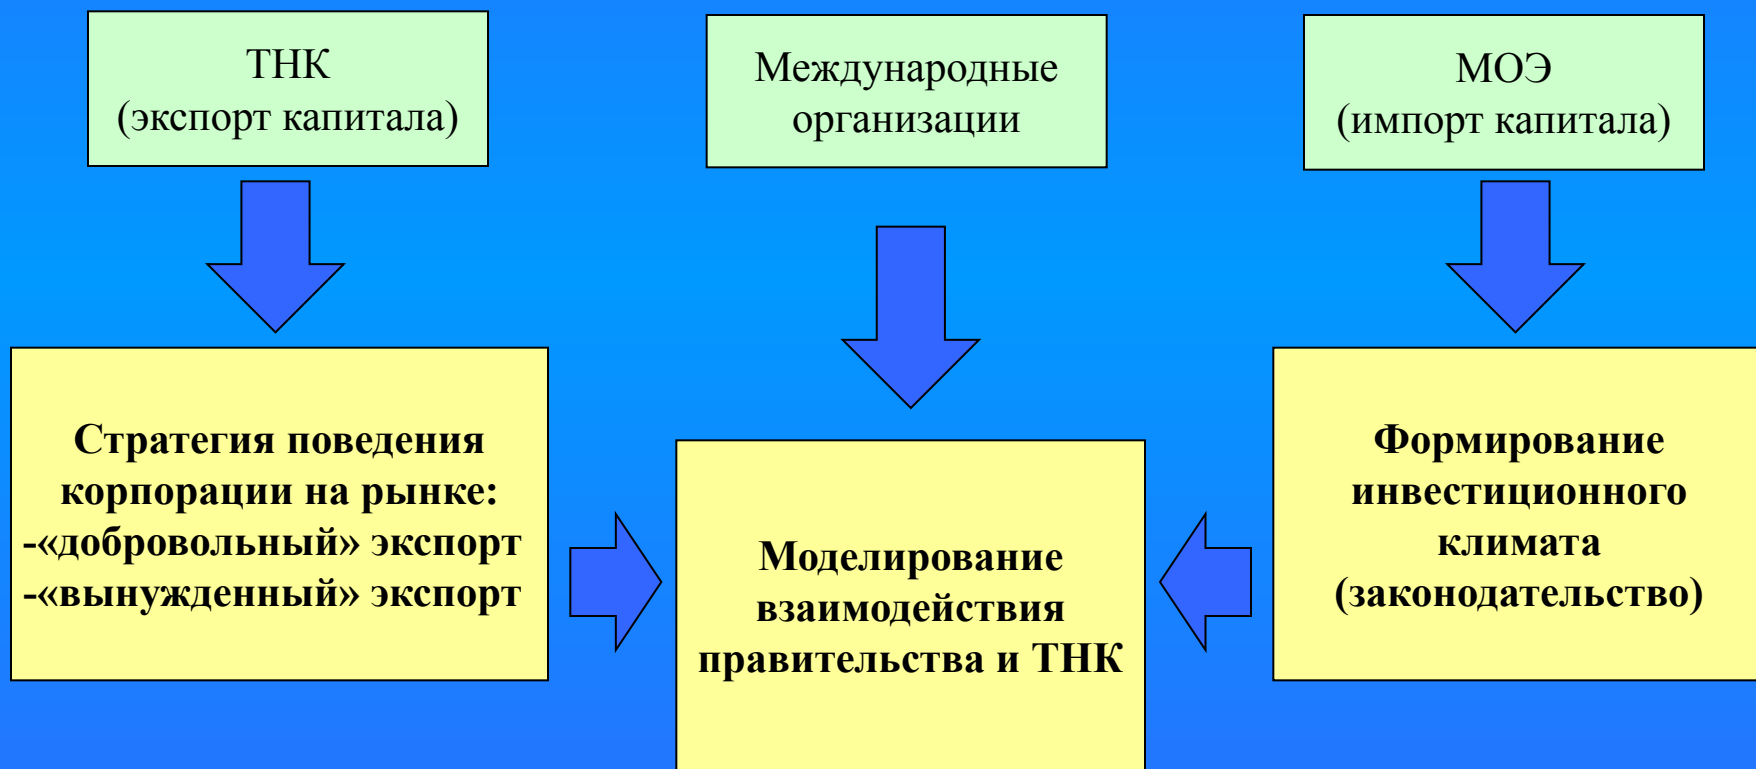 ТНК
(экспорт капитала)
Международные
организации
МОЭ
(импорт капитала)
Стратегия поведения
корпорации на рынке:
-«добровольный» экспорт
-«вынужденный» экспорт
Моделирование
взаимодействия
правительства и ТНК
Формирование
инвестиционного
климата
(законодательство)